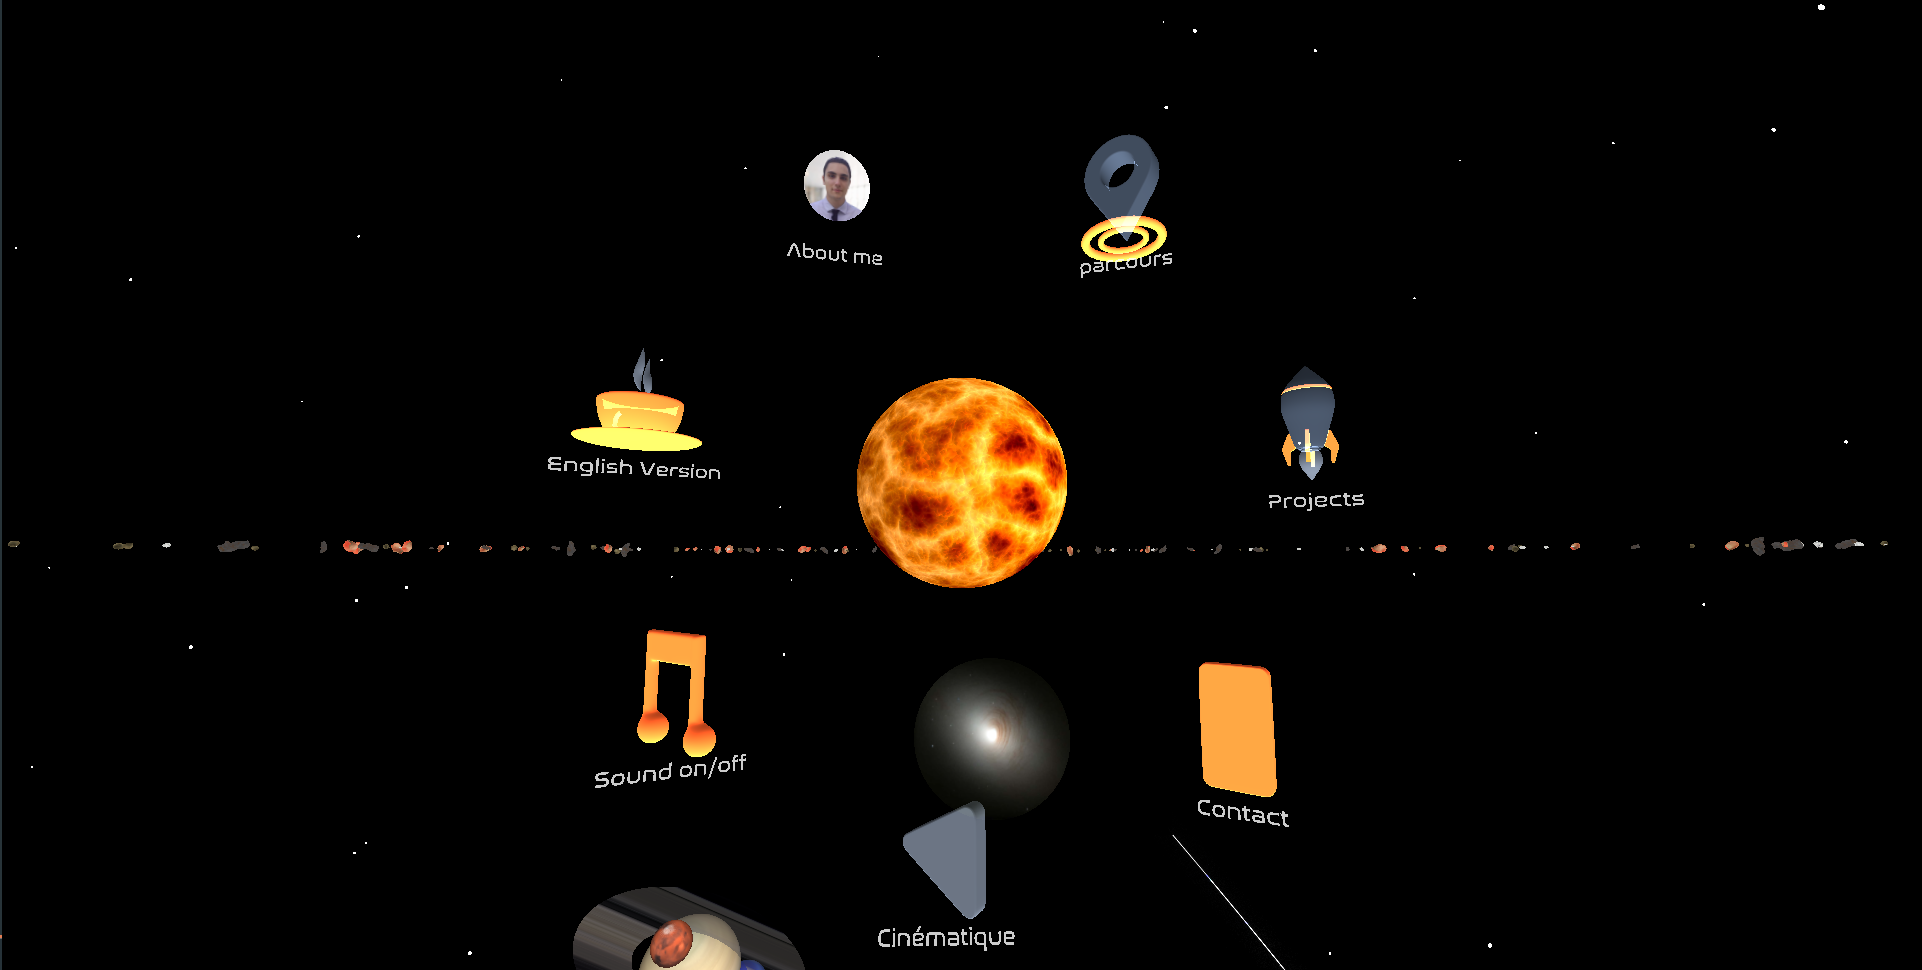 About me
parcours
English Version
Projects
Sound on/off
Contact
Cinématique